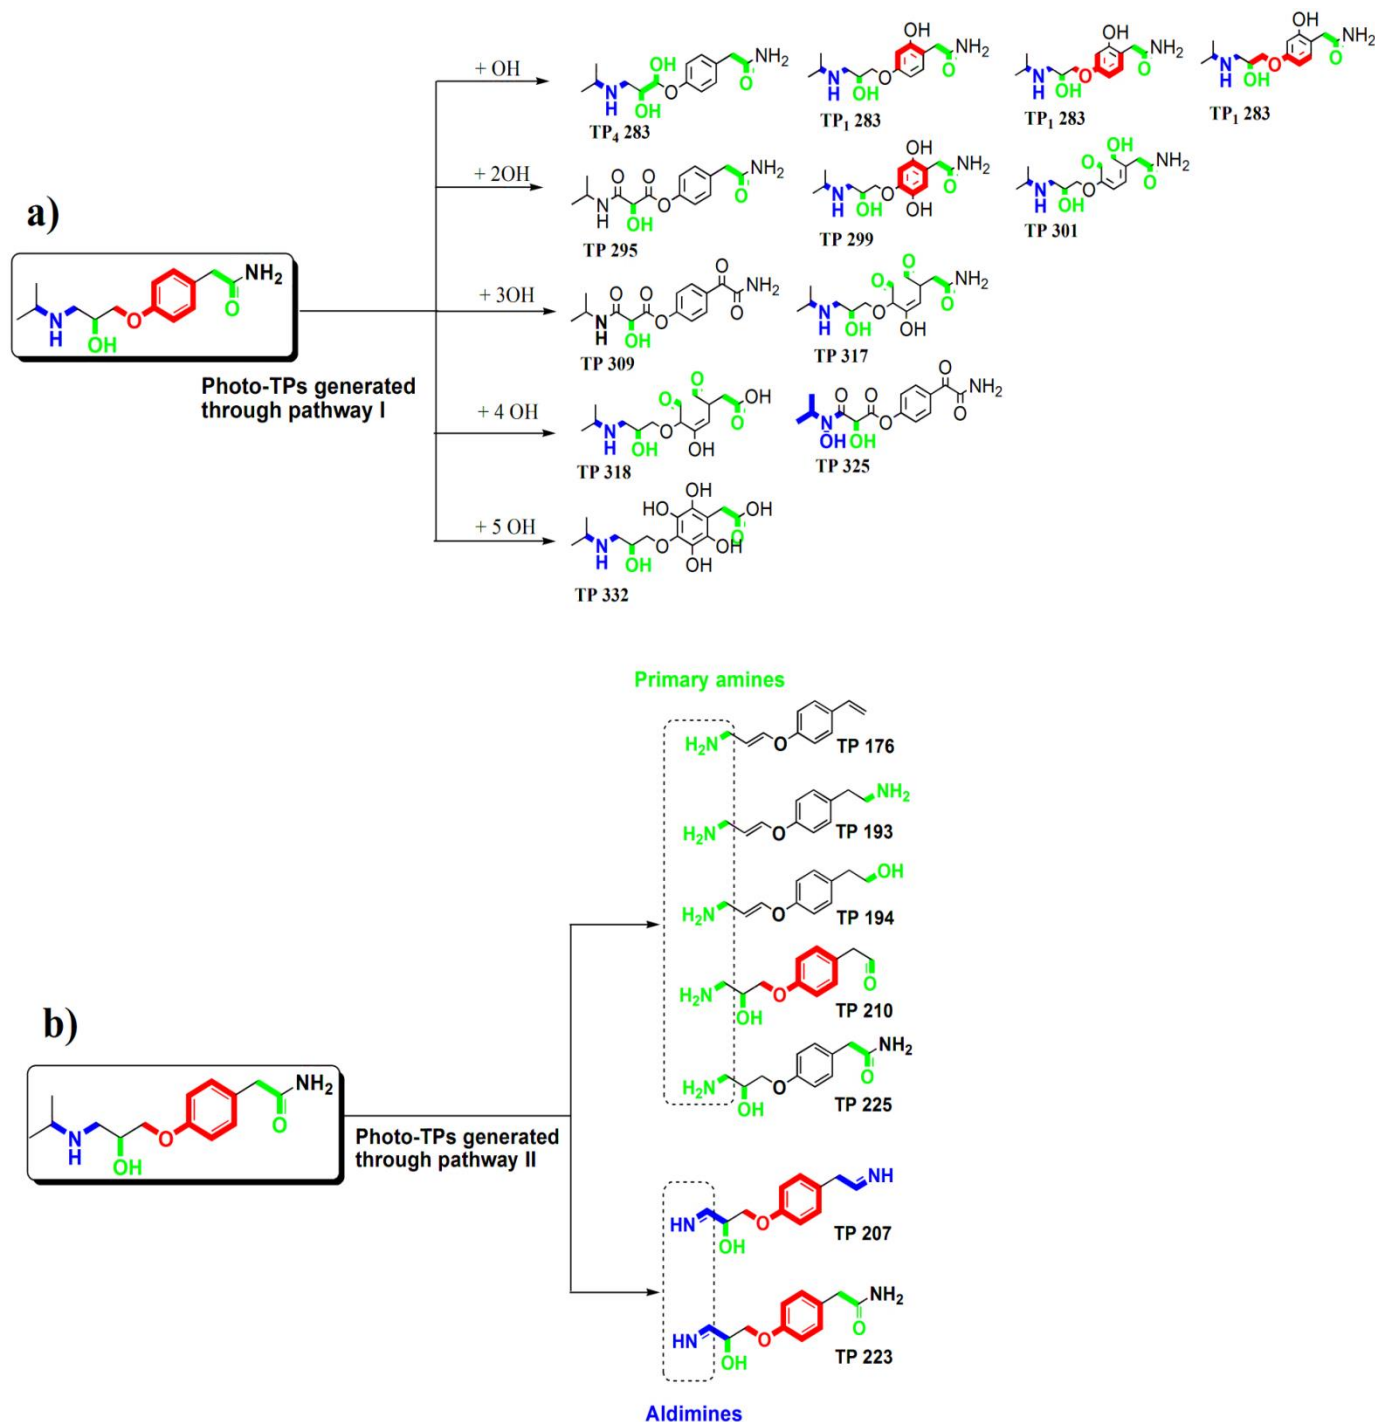 + OH
TP4 283
TP1 283
TP1 283
TP1 283
+ 2OH
TP 295
TP 299
TP 301
a)
+ 3OH
TP 309
TP 317
Photo-TPs generated
through pathway I
+ 4 OH
TP 318
TP 325
+ 5 OH
TP 332
Primary amines
TP 176
TP 193
TP 194
TP 210
b)
TP 225
Photo-TPs generated
through pathway II
TP 207
TP 223
Aldimines